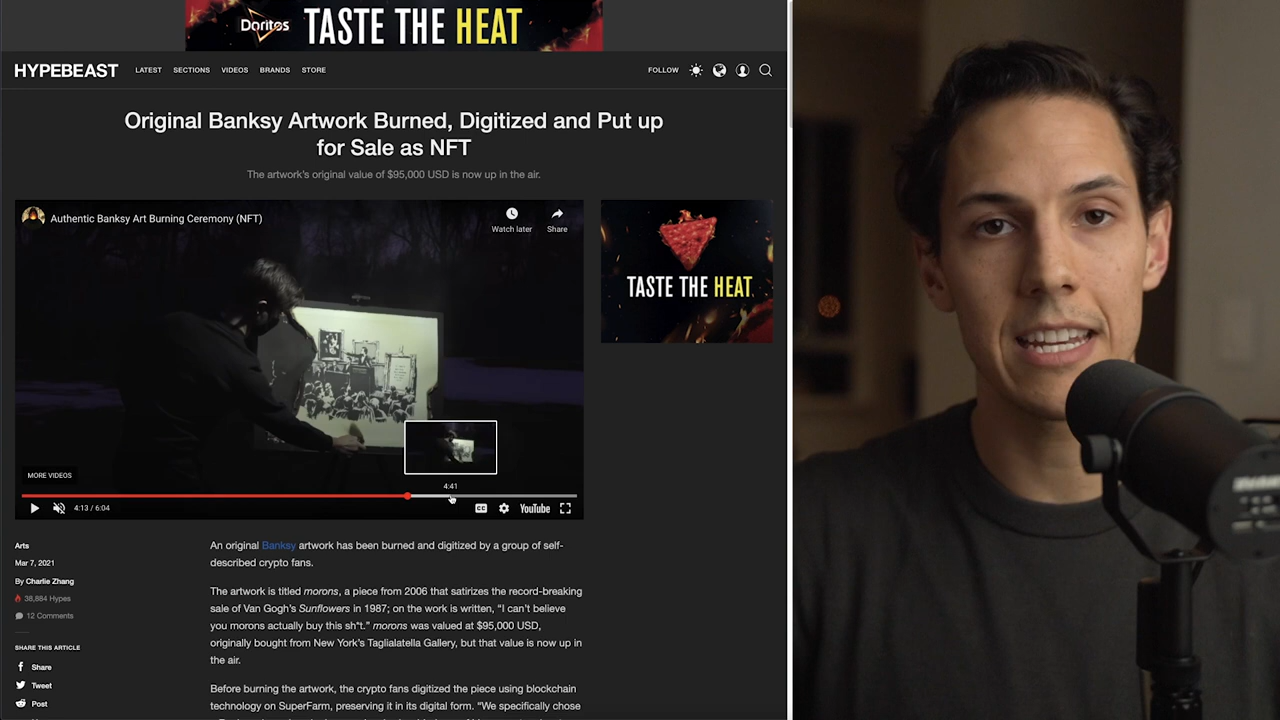 Doritos TASTE THE HEAT
HYPEBEAST LATEST SECTIONS VIDEOS BRANDS STORE FOLLOW
Original Banksy Artwork Burned, Digitized and Put up
for Sale as NFT
The artwork's original value of $95,000 USD is now up in the air.
Authentic Banksy Art Burning Ceremony (NFT)
Watch later Share
TASTE THE HEAT
MORE VIDEOS
4:41
4:13 / 6:04 CC YouTube
Arts
Mar 7, 2021
By Charlie Zhang
38,884 Hypes
12 Comments
SHARE THIS ARTICLE
Share
Tweet
Post
An original Banksy artwork has been burned and digitized by a group of self-
described crypto fans.
The artwork is titled morons, a piece from 2006 that satirizes the record-breaking
sale of Van Gogh's Sunflowers in 1987; on the work is written, “I can't believe
you morons actually buy this sh*t.” morons was valued at $95,000 USD,
originally bought from New York's Taglialatella Gallery, but that value is now up in
the air.
Before burning the artwork, the crypto fans digitized the piece using blockchain
technology on SuperFarm, preserving it in its digital form. “We specifically chose